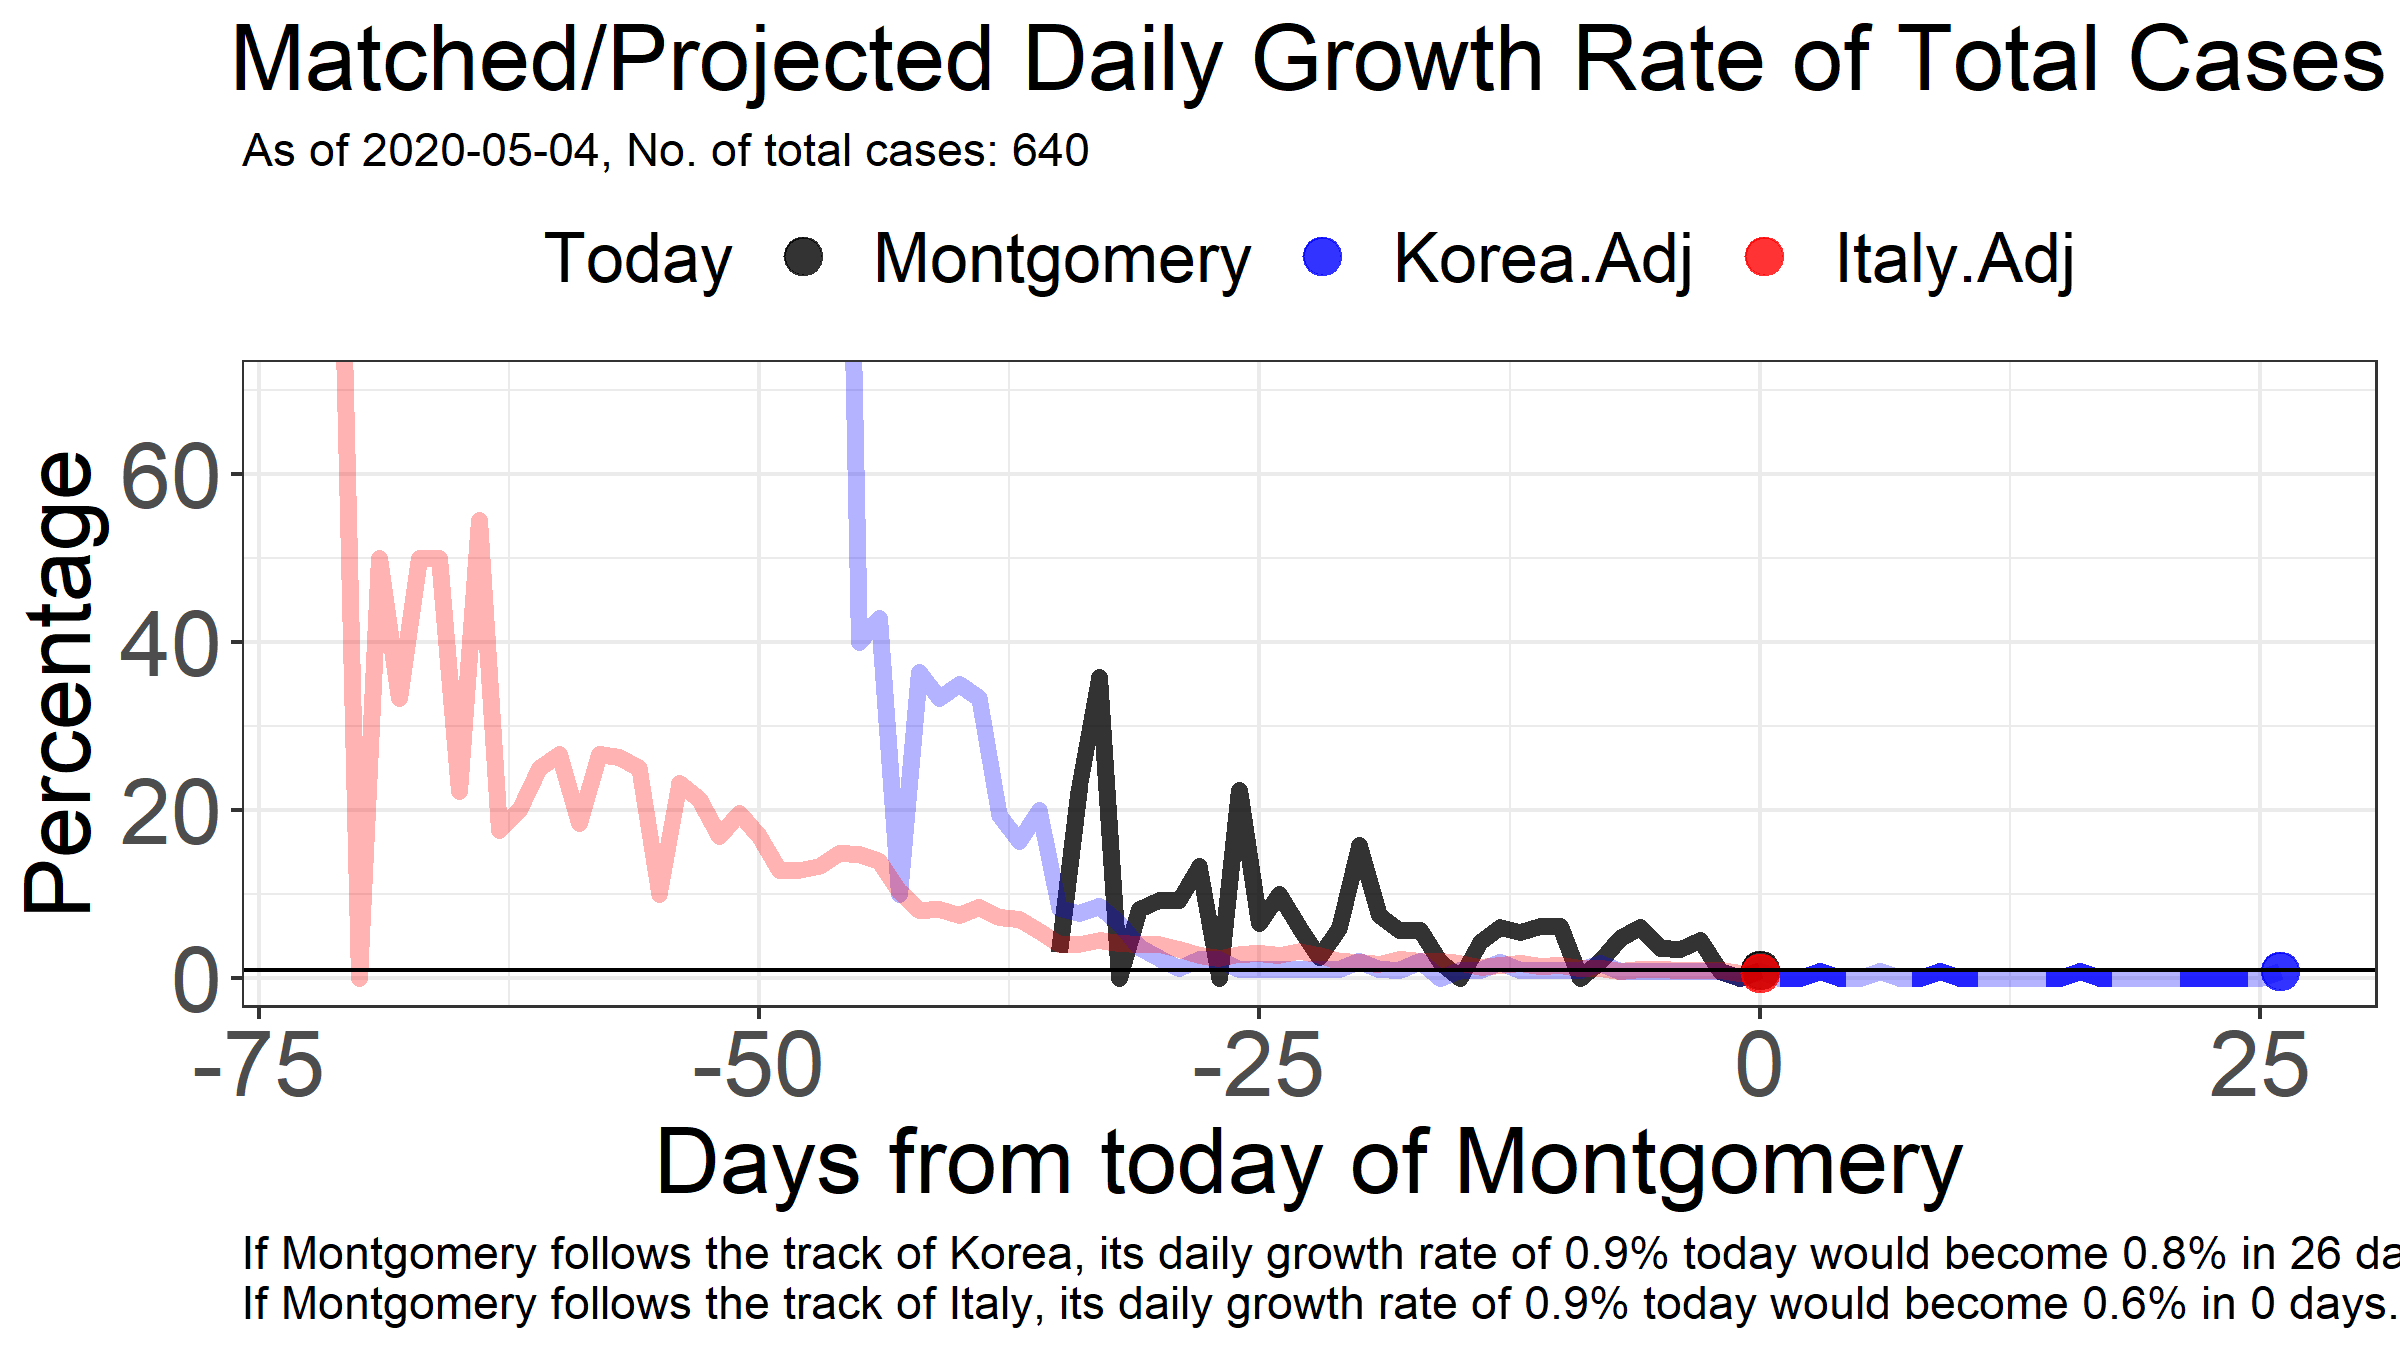 Matched/Projected Daily Growth Rate of Total Cases
As of 2020-05-04, No. of total cases: 640
Today Montgomery Korea.Adj Italy.Adj
Percentage
60
40
20
0
-75 -50 -25 0 25
Days from today of Montgomery
If Montgomery follows the track of Korea, its daily growth rate of 0.9% today would become 0.8% in 26 da
If Montgomery follows the track of Italy, its daily growth rate of 0.9% today would become 0.6% in 0 days.